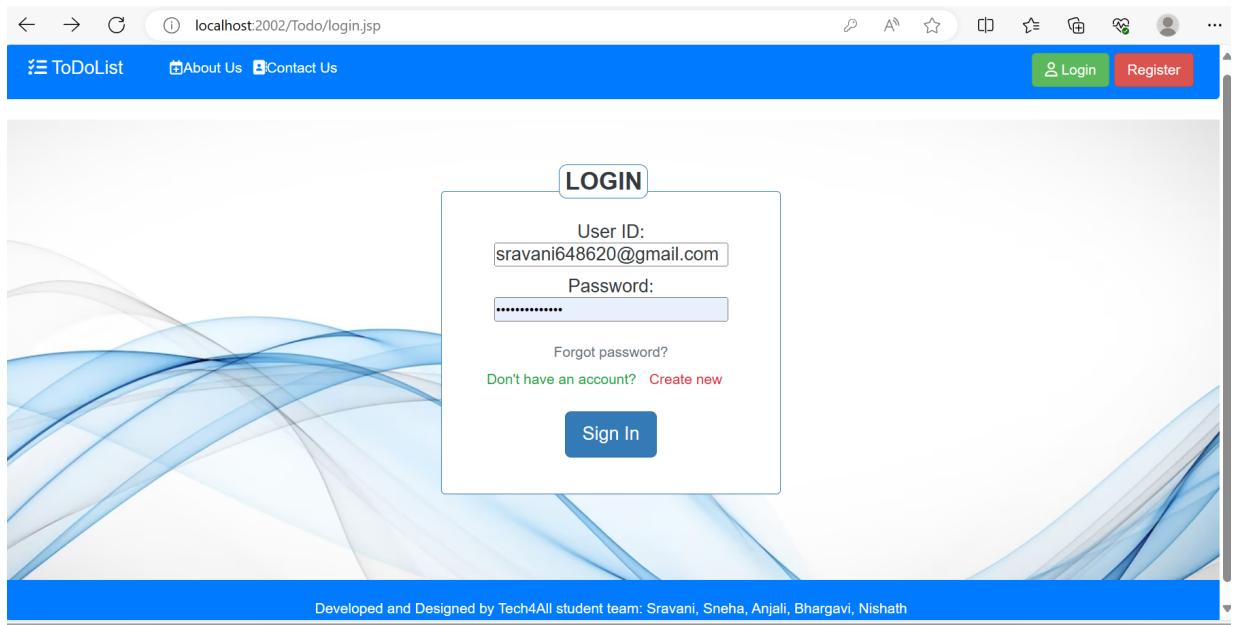 localhost:2002/Todo/login.jsp
ToDoList About Us Contact Us Login Register
LOGIN
User ID:
sravani648620@gmail.com
Password:
••••••••••••••
Forgot password?
Don't have an account? Create new
Sign In
Developed and Designed by Tech4All student team: Sravani, Sneha, Anjali, Bhargavi, Nishath